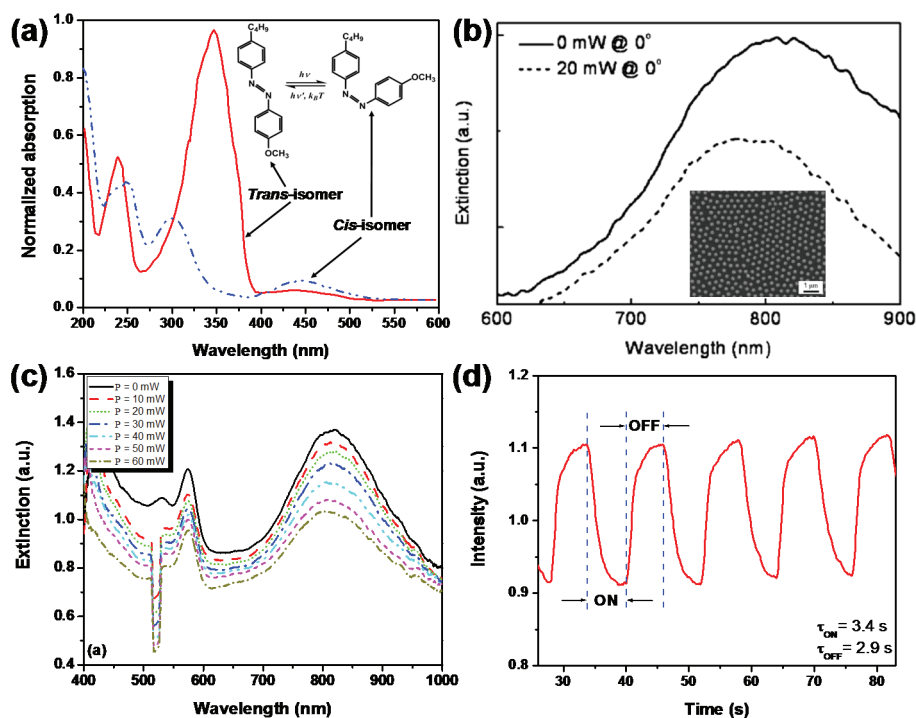 (a)
1.0
0.8
0.6
0.4
0.2
0.0
Normalized absorption
200 250 300 350 400 450 500 550 600
Wavelength (nm)
C₄H₉
N
N
OCH₃
hν
hν', k_BT
C₄H₉
OCH₃
N N
Trans-isomer
Cis-isomer
(b)
0 mW @ 0°
20 mW @ 0°
Extinction (a.u.)
1 μm
600 700 800 900
Wavelength (nm)
(c)
1.6
1.4
1.2
1.0
0.8
0.6
0.4
Extinction (a.u.)
P = 0 mW
P = 10 mW
P = 20 mW
P = 30 mW
P = 40 mW
P = 50 mW
P = 60 mW
(a)
400 500 600 700 800 900 1000
Wavelength (nm)
(d)
1.2
1.1
1.0
0.9
0.8
Intensity (a.u.)
OFF
ON
τ_ON = 3.4 s
τ_OFF = 2.9 s
30 40 50 60 70 80
Time (s)